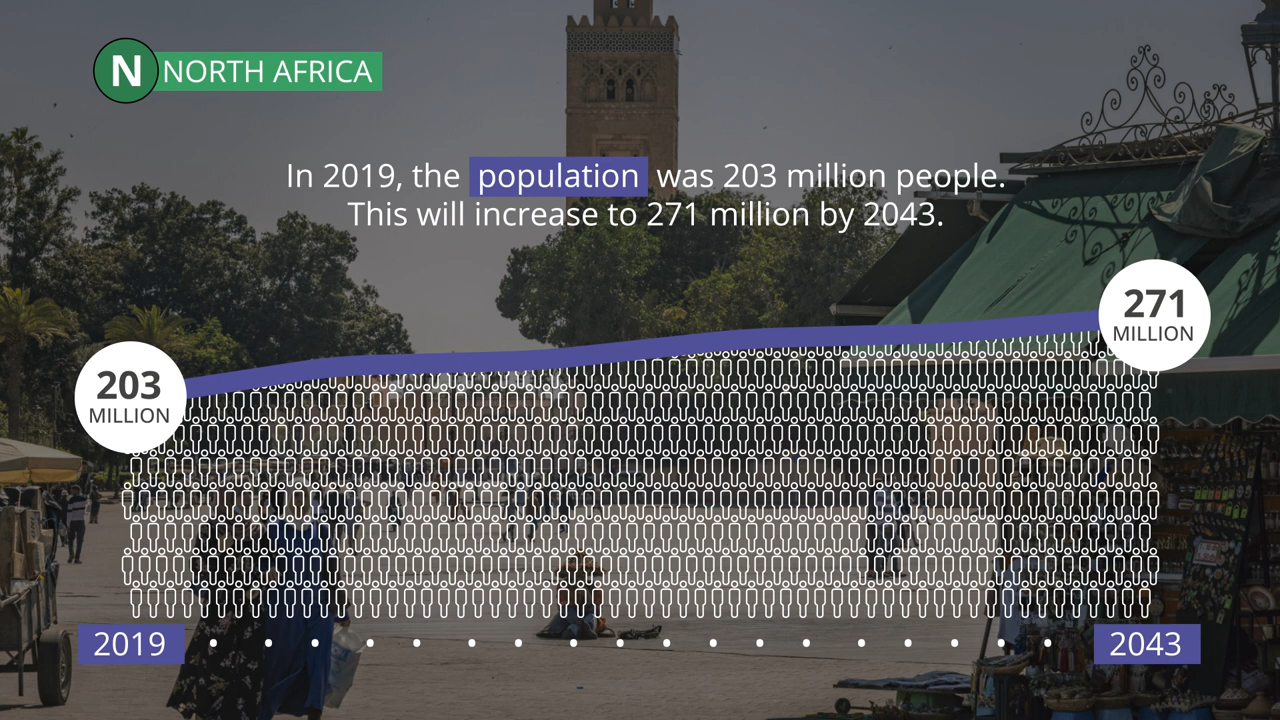 N NORTH AFRICA
In 2019, the population was 203 million people.
This will increase to 271 million by 2043.
271
MILLION
203
MILLION
2019
2043